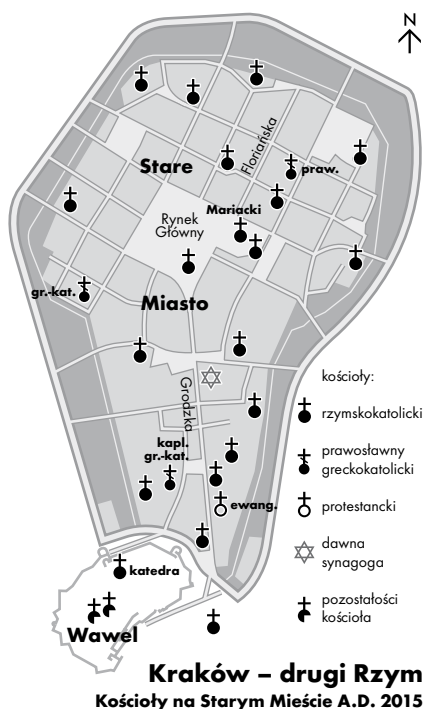 N
Floriańska
Stare
praw.
Mariacki
Rynek
Główny
gr.-kat.
Miasto
Grodzka
kościoły:
rzymskokatolicki
kapl.
gr.-kat.
prawosławny
greckokatolicki
ewang.
protestancki
dawna
synagoga
katedra
pozostałości
kościoła
Wawel
Kraków – drugi Rzym
Kościoły na Starym Mieście A.D. 2015